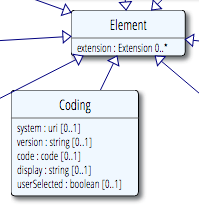 Element
extension : Extension 0..*
Coding
system : uri [0..1]
version : string [0..1]
code : code [0..1]
display : string [0..1]
userSelected : boolean [0..1]